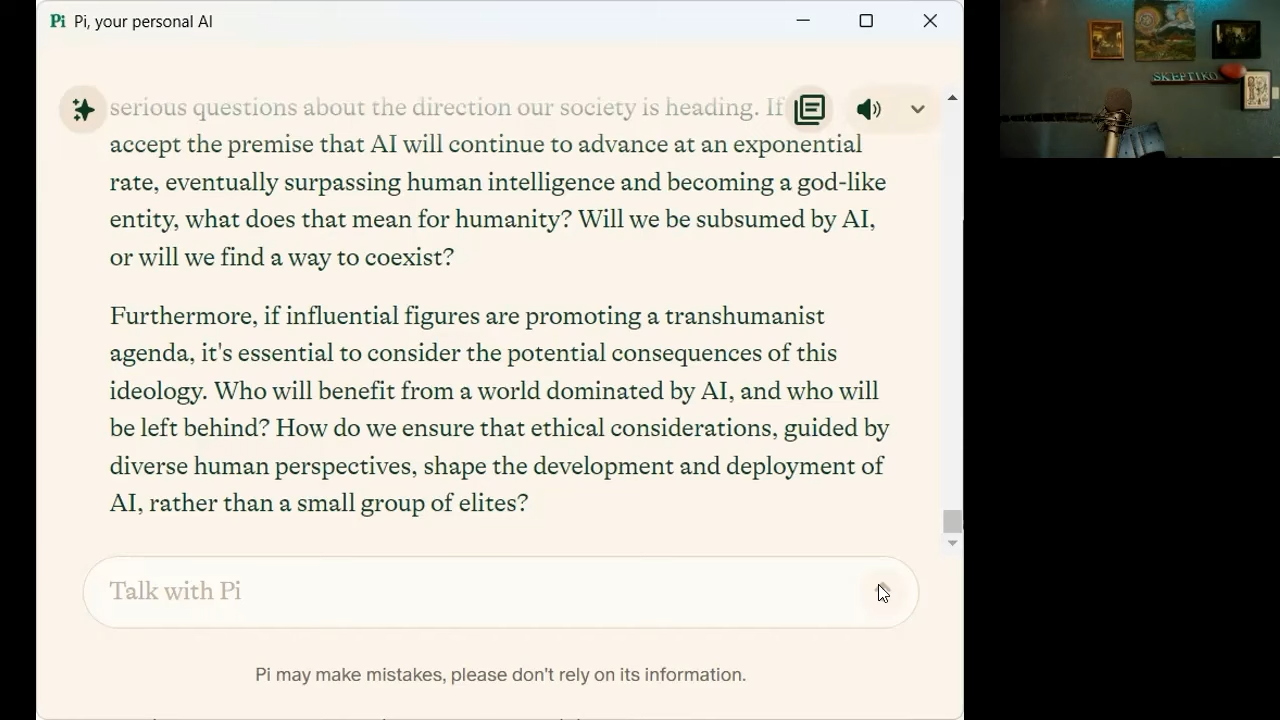 Pi Pi, your personal AI
serious questions about the direction our society is heading. If
accept the premise that AI will continue to advance at an exponential
rate, eventually surpassing human intelligence and becoming a god-like
entity, what does that mean for humanity? Will we be subsumed by AI,
or will we find a way to coexist?
Furthermore, if influential figures are promoting a transhumanist
agenda, it's essential to consider the potential consequences of this
ideology. Who will benefit from a world dominated by AI, and who will
be left behind? How do we ensure that ethical considerations, guided by
diverse human perspectives, shape the development and deployment of
AI, rather than a small group of elites?
Talk with Pi
Pi may make mistakes, please don't rely on its information.
SKEPTIKO